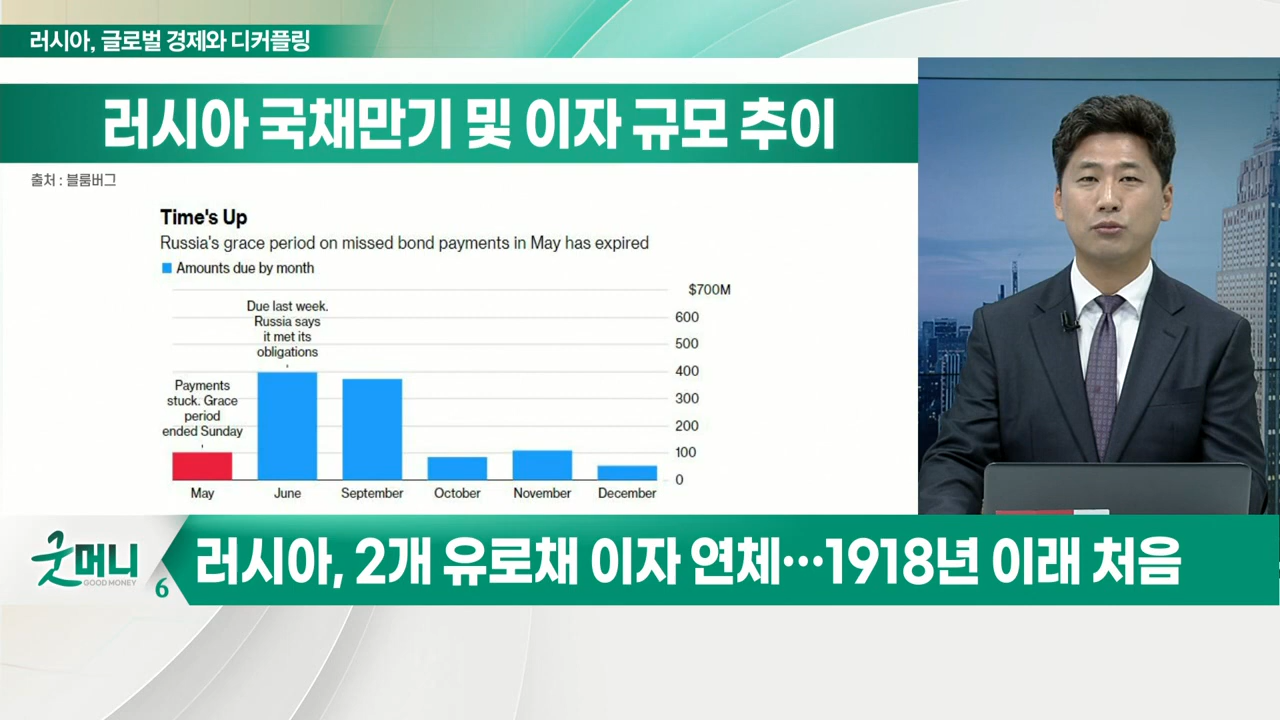 러시아, 글로벌 경제와 디커플링
러시아 국채만기 및 이자 규모 추이
출처 : 블룸버그
Time's Up
Russia's grace period on missed bond payments in May has expired
Amounts due by month
$700M
600
500
400
300
200
100
0
Due last week.
Russia says
it met its
obligations
Payments
stuck. Grace
period
ended Sunday
May
June
September
October
November
December
굿머니
GOOD MONEY
6
러시아, 2개 유로채 이자 연체…1918년 이래 처음